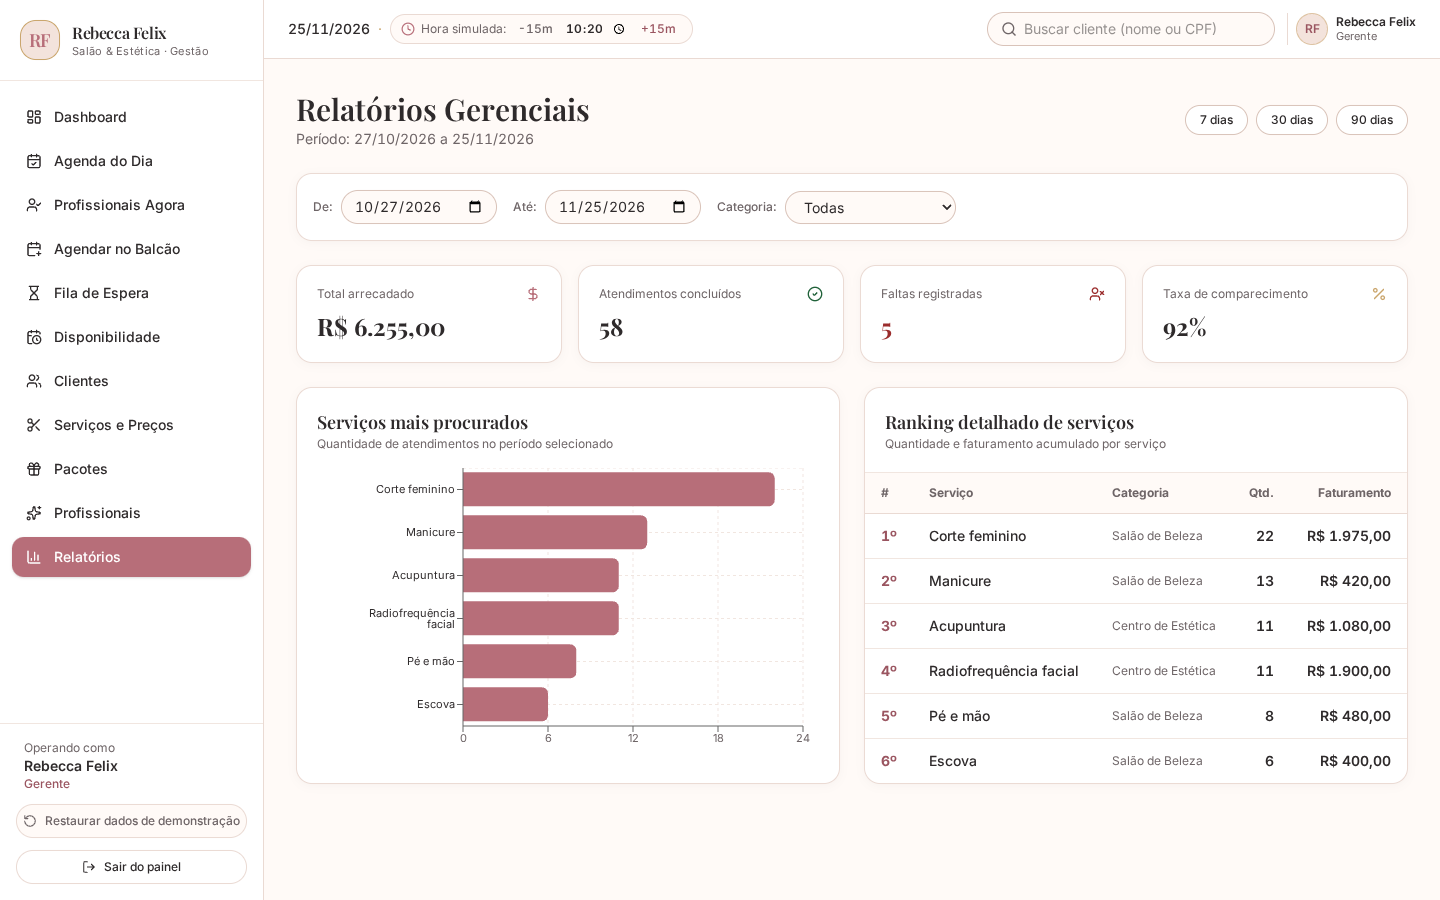 RF
Rebecca Felix
Salão & Estética · Gestão
Dashboard
Agenda do Dia
Profissionais Agora
Agendar no Balcão
Fila de Espera
Disponibilidade
Clientes
Serviços e Preços
Pacotes
Profissionais
Relatórios
Operando como
Rebecca Felix
Gerente
Restaurar dados de demonstração
Sair do painel
25/11/2026 · Hora simulada: -15m 10:20 +15m
Buscar cliente (nome ou CPF)
RF
Rebecca Felix
Gerente
Relatórios Gerenciais
Período: 27/10/2026 a 25/11/2026
7 dias 30 dias 90 dias
De: 10/27/2026 Até: 11/25/2026 Categoria: Todas
Total arrecadado
R$ 6.255,00
Atendimentos concluídos
58
Faltas registradas
5
Taxa de comparecimento
92%
Serviços mais procurados
Quantidade de atendimentos no período selecionado
Corte feminino
Manicure
Acupuntura
Radiofrequência
facial
Pé e mão
Escova
0 6 12 18 24
Ranking detalhado de serviços
Quantidade e faturamento acumulado por serviço
# Serviço Categoria Qtd. Faturamento
1º Corte feminino Salão de Beleza 22 R$ 1.975,00
2º Manicure Salão de Beleza 13 R$ 420,00
3º Acupuntura Centro de Estética 11 R$ 1.080,00
4º Radiofrequência facial Centro de Estética 11 R$ 1.900,00
5º Pé e mão Salão de Beleza 8 R$ 480,00
6º Escova Salão de Beleza 6 R$ 400,00